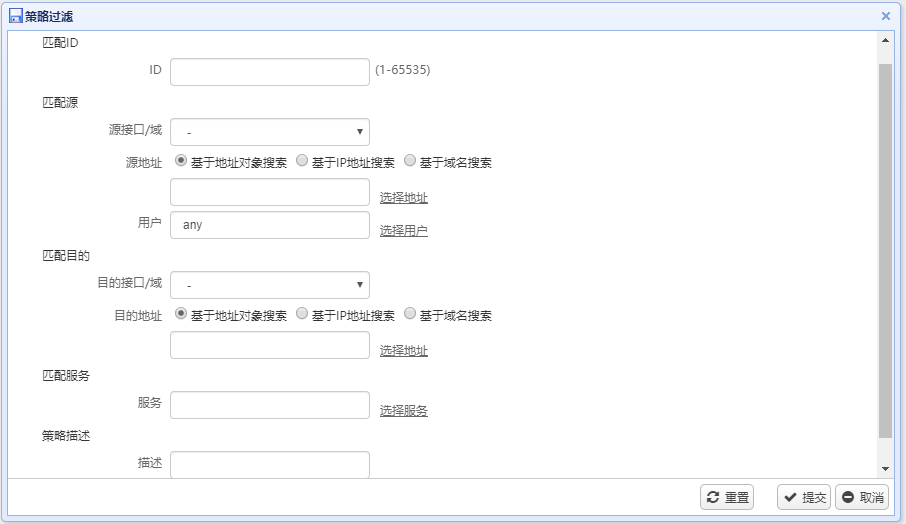 策略过滤
匹配ID
ID (1-65535)
匹配源
源接口/域 -
源地址 基于地址对象搜索 基于IP地址搜索 基于域名搜索
选择地址
用户 any 选择用户
匹配目的
目的接口/域 -
目的地址 基于地址对象搜索 基于IP地址搜索 基于域名搜索
选择地址
匹配服务
服务 选择服务
策略描述
描述
重置 提交 取消